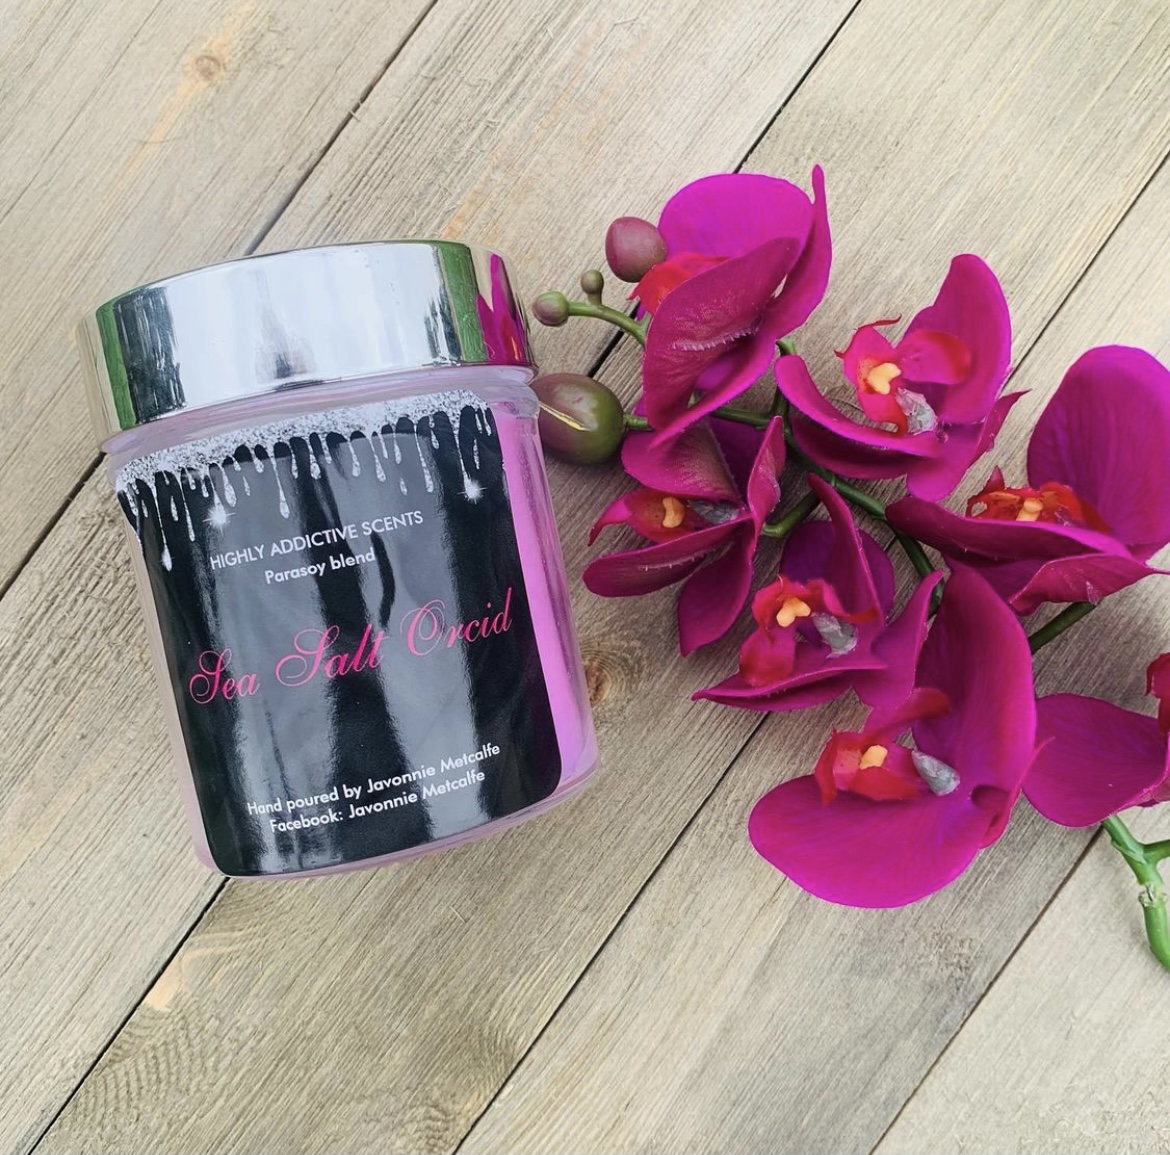 HIGHLY ADDICTIVE SCENTS
Parasoy blend
Sea Salt Orcid
Hand poured by Javonnie Metcalfe
Facebook: Javonnie Metcalfe